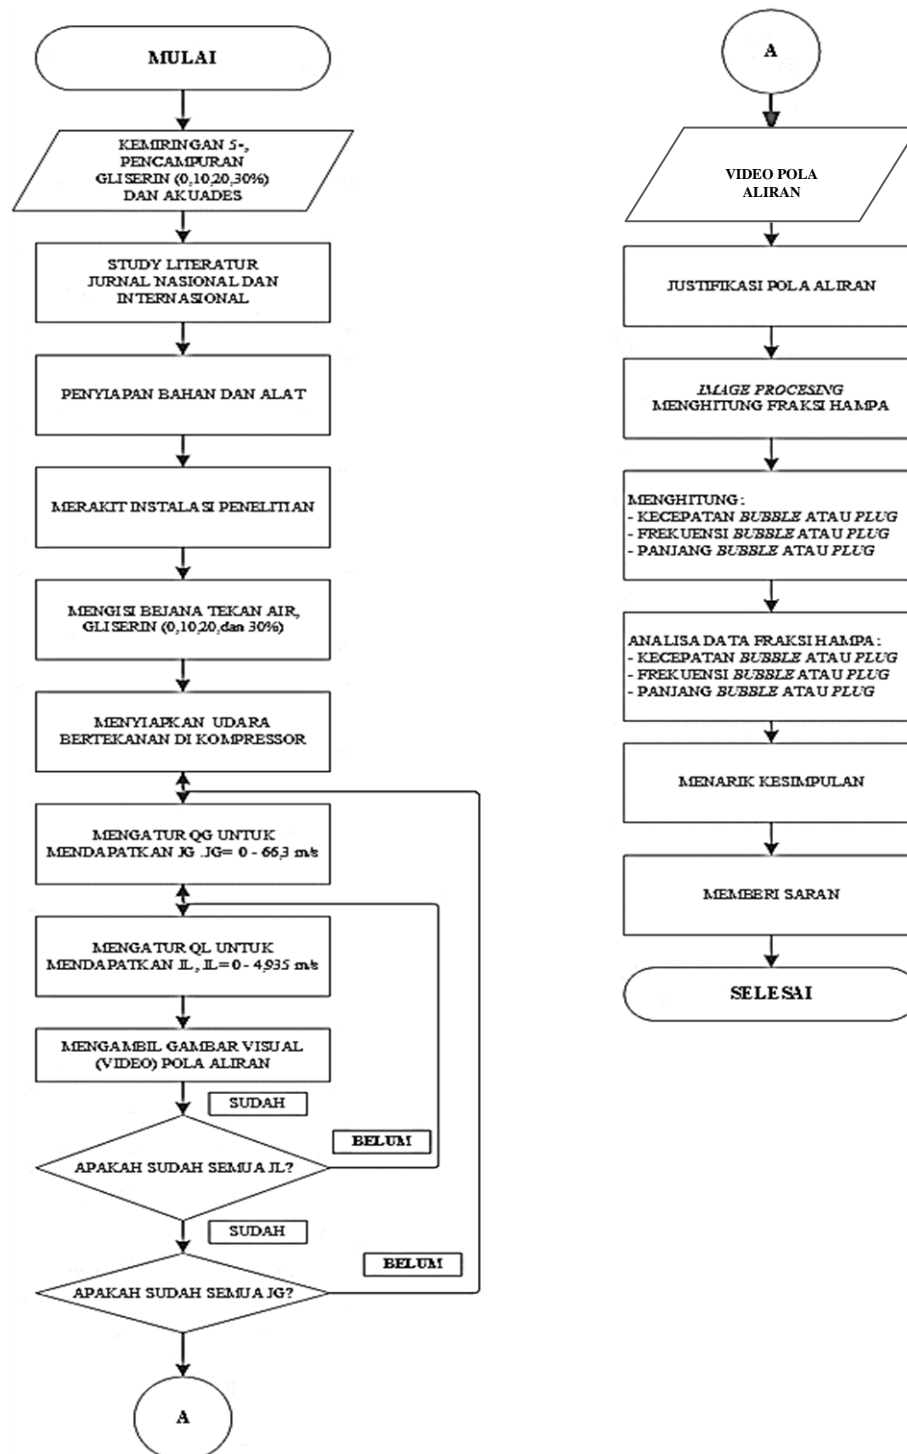 MULAI
KEMIRINGAN 5-,
PENCAMPURAN
GLISERIN (0,10,20,30%)
DAN AKUADES
STUDY LITERATUR
JURNAL NASIONAL DAN
INTERNASIONAL
PENYIAPAN BAHAN DAN ALAT
MERAKIT INSTALASI PENELITIAN
MENGISI BEJANA TEKAN AIR,
GLISERIN (0,10,20,dan 30%)
MENYIAPKAN UDARA
BERTEKANAN DI KOMPRESSOR
MENGATUR QG UNTUK
MENDAPATKAN JG .JG= 0 - 66,3 m/s
MENGATUR QL UNTUK
MENDAPATKAN JL, JL= 0 - 4,935 m/s
MENGAMBIL GAMBAR VISUAL
(VIDEO) POLA ALIRAN
SUDAH
BELUM
APAKAH SUDAH SEMUA JL?
SUDAH
BELUM
APAKAH SUDAH SEMUA JG?
A
A
VIDEO POLA
ALIRAN
JUSTIFIKASI POLA ALIRAN
IMAGE PROCESING
MENGHITUNG FRAKSI HAMPA
MENGHITUNG:
- KECEPATAN BUBBLE ATAU PLUG
- FREKUENSI BUBBLE ATAU PLUG
- PANJANG BUBBLE ATAU PLUG
ANALISA DATA FRAKSI HAMPA:
- KECEPATAN BUBBLE ATAU PLUG
- FREKUENSI BUBBLE ATAU PLUG
- PANJANG BUBBLE ATAU PLUG
MENARIK KESIMPULAN
MEMBERI SARAN
SELESAI